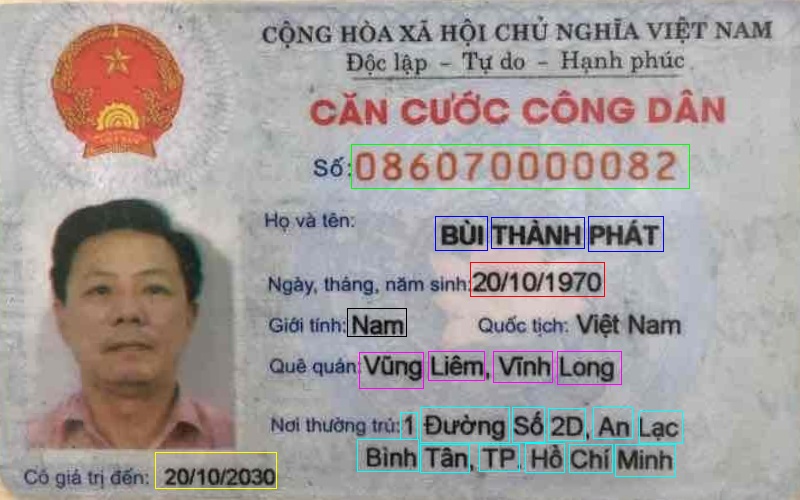 CỘNG HÒA XÃ HỘI CHỦ NGHĨA VIỆT NAM
Độc lập - Tự do - Hạnh phúc
CĂN CƯỚC CÔNG DÂN
Số: 086070000082
Họ và tên: BÙI THÀNH PHÁT
Ngày, tháng, năm sinh: 20/10/1970
Giới tính: Nam Quốc tịch: Việt Nam
Quê quán: Vũng Liêm, Vĩnh Long
Nơi thường trú: 1 Đường Số 2D, An Lạc
Bình Tân, TP. Hồ Chí Minh
Có giá trị đến: 20/10/2030